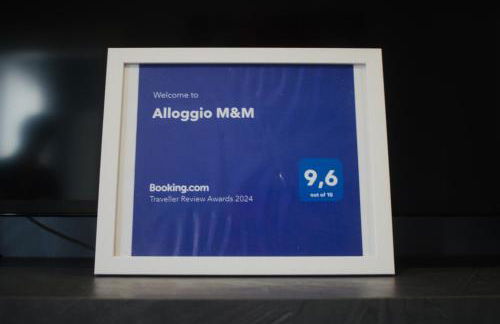 Welcome to
Alloggio M&M
Booking.com
Traveller Review Awards 2024
9,6
out of 10